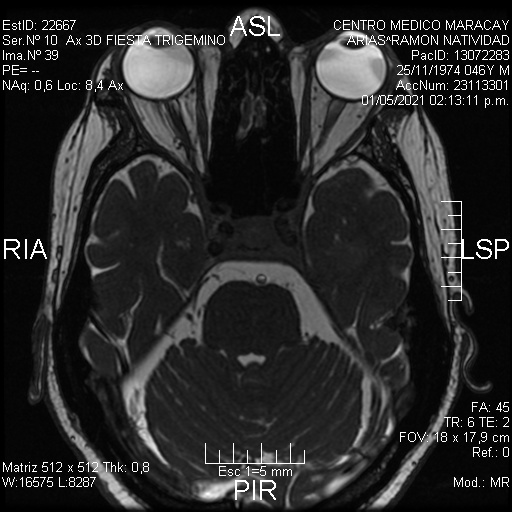 EstID: 22667
Ser.Nº 10 Ax 3D FIESTA TRIGEMINO
Ima.Nº 39
PE= --
NAq: 0,6 Loc: 8,4 Ax
ASL
CENTRO MEDICO MARACAY
ARIAS^RAMON NATIVIDAD
PacID: 13072283
25/11/1974 046Y M
AccNum: 23113301
01/05/2021 02:13:11 p.m.
RIA
LSP
FA: 45
TR: 6 TE: 2
FOV: 18 x 17,9 cm
Ref.: 0
Mod.: MR
Esc 1=5 mm
PIR
Matriz 512 x 512 Thk: 0,8
W:16575 L:8287